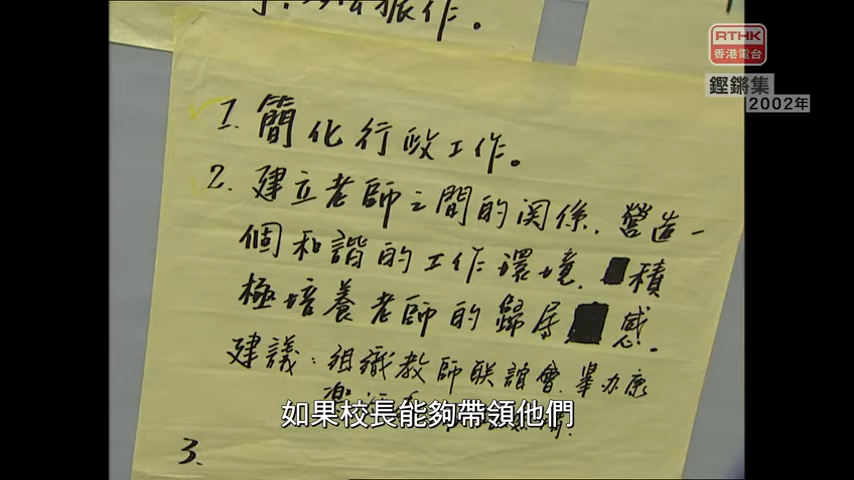 作。
RTHK
香港電台
鏗鏘集
2002年
1. 簡化行政工作。
2. 建立老師之間的関係，營造一
個和諧的工作環境，積
極培養老師的歸属感。
建議：組織教師联誼會，舉办康
如果校長能夠帶領他們
3.